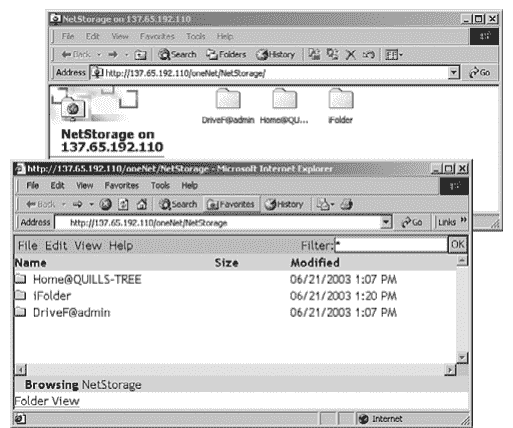 NetStorage on 137.65.192.110
File Edit View Favorites Tools Help
Back Search Folders History
Address http://137.65.192.110/oneNet/NetStorage/ Go
DriveF@admin Home@QU... iFolder
NetStorage on
137.65.192.110
http://137.65.192.110/oneNet/NetStorage - Microsoft Internet Explorer
File Edit View Favorites Tools Help
Back Search Favorites History
Address http://137.65.192.110/oneNet/NetStorage Go Links »
File Edit View Help Filter: * OK
Name Size Modified
Home@QUILLS-TREE 06/21/2003 1:07 PM
iFolder 06/21/2003 1:20 PM
DriveF@admin 06/21/2003 1:07 PM
Browsing NetStorage
Folder View
Internet